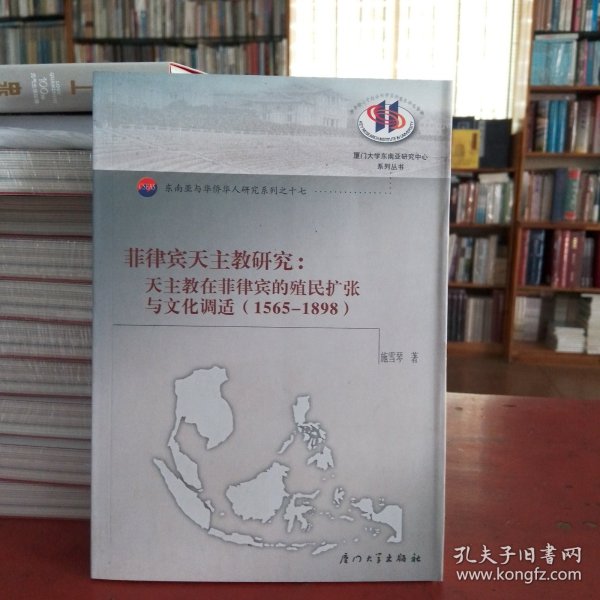 厦门大学东南亚研究中心
系列丛书
东南亚与华侨华人研究系列之十七
菲律宾天主教研究：
天主教在菲律宾的殖民扩张
与文化调适（1565-1898）
施雪琴 著
厦门大学出版社
孔夫子旧书网
www.kongfz.com